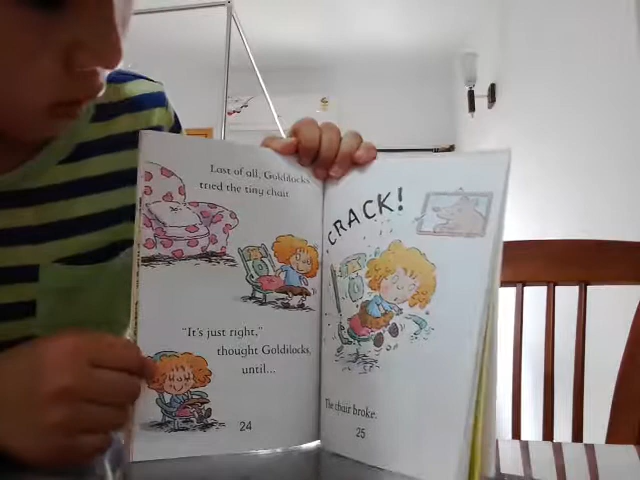 Last of all, Goldilocks
tried the tiny chair.
"It's just right,"
thought Goldilocks,
until...
24
CRACK!
The chair broke.
25